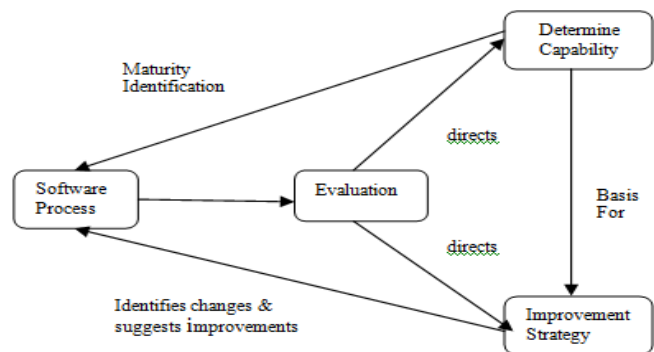 Determine
Capability
Maturity
Identification
directs
Software
Process
Evaluation
Basis
For
directs
Identifies changes &
suggests improvements
Improvement
Strategy